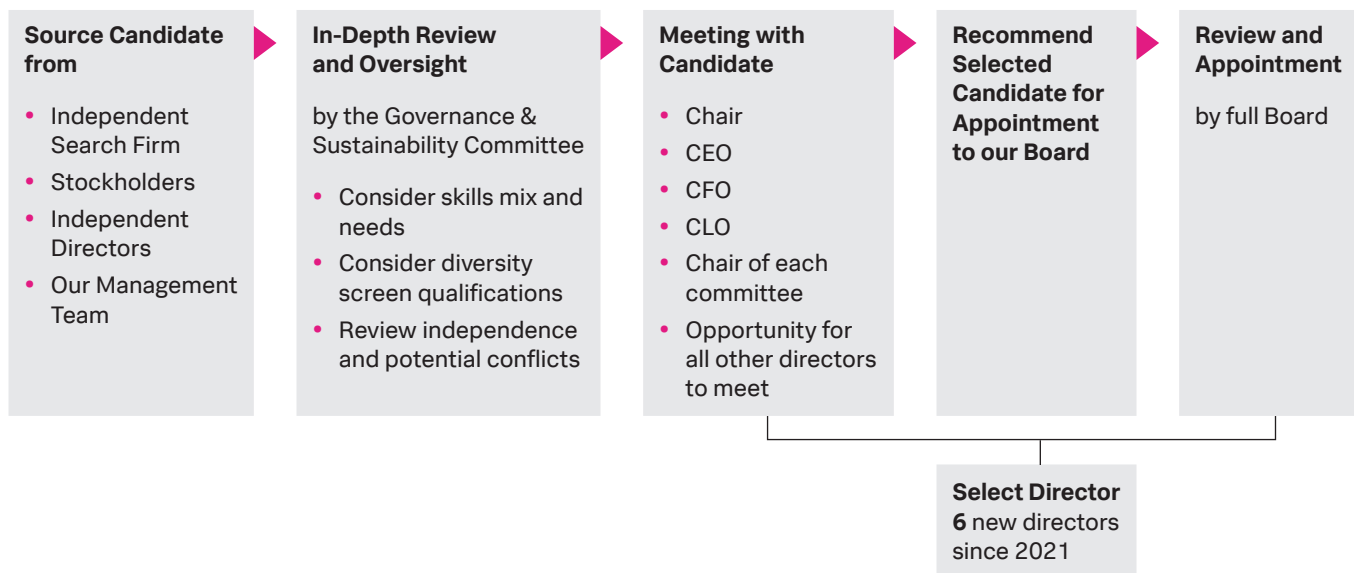 Source Candidate
from
• Independent
Search Firm
• Stockholders
• Independent
Directors
• Our Management
Team
In-Depth Review
and Oversight
by the Governance &
Sustainability Committee
• Consider skills mix and
needs
• Consider diversity
screen qualifications
• Review independence
and potential conflicts
Meeting with
Candidate
• Chair
• CEO
• CFO
• CLO
• Chair of each
committee
• Opportunity for
all other directors
to meet
Recommend
Selected
Candidate for
Appointment
to our Board
Review and
Appointment
by full Board
Select Director
6 new directors
since 2021